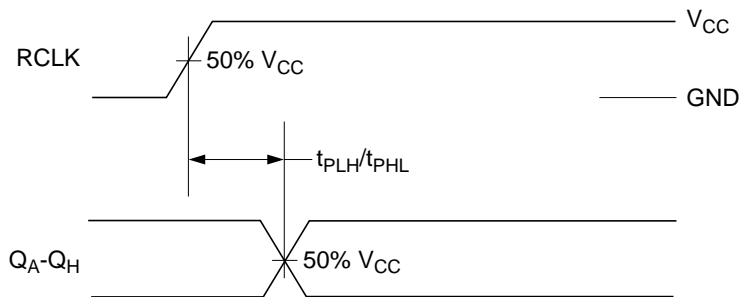 V_CC
RCLK
50% V_CC
GND
t_PLH/t_PHL
Q_A-Q_H
50% V_CC